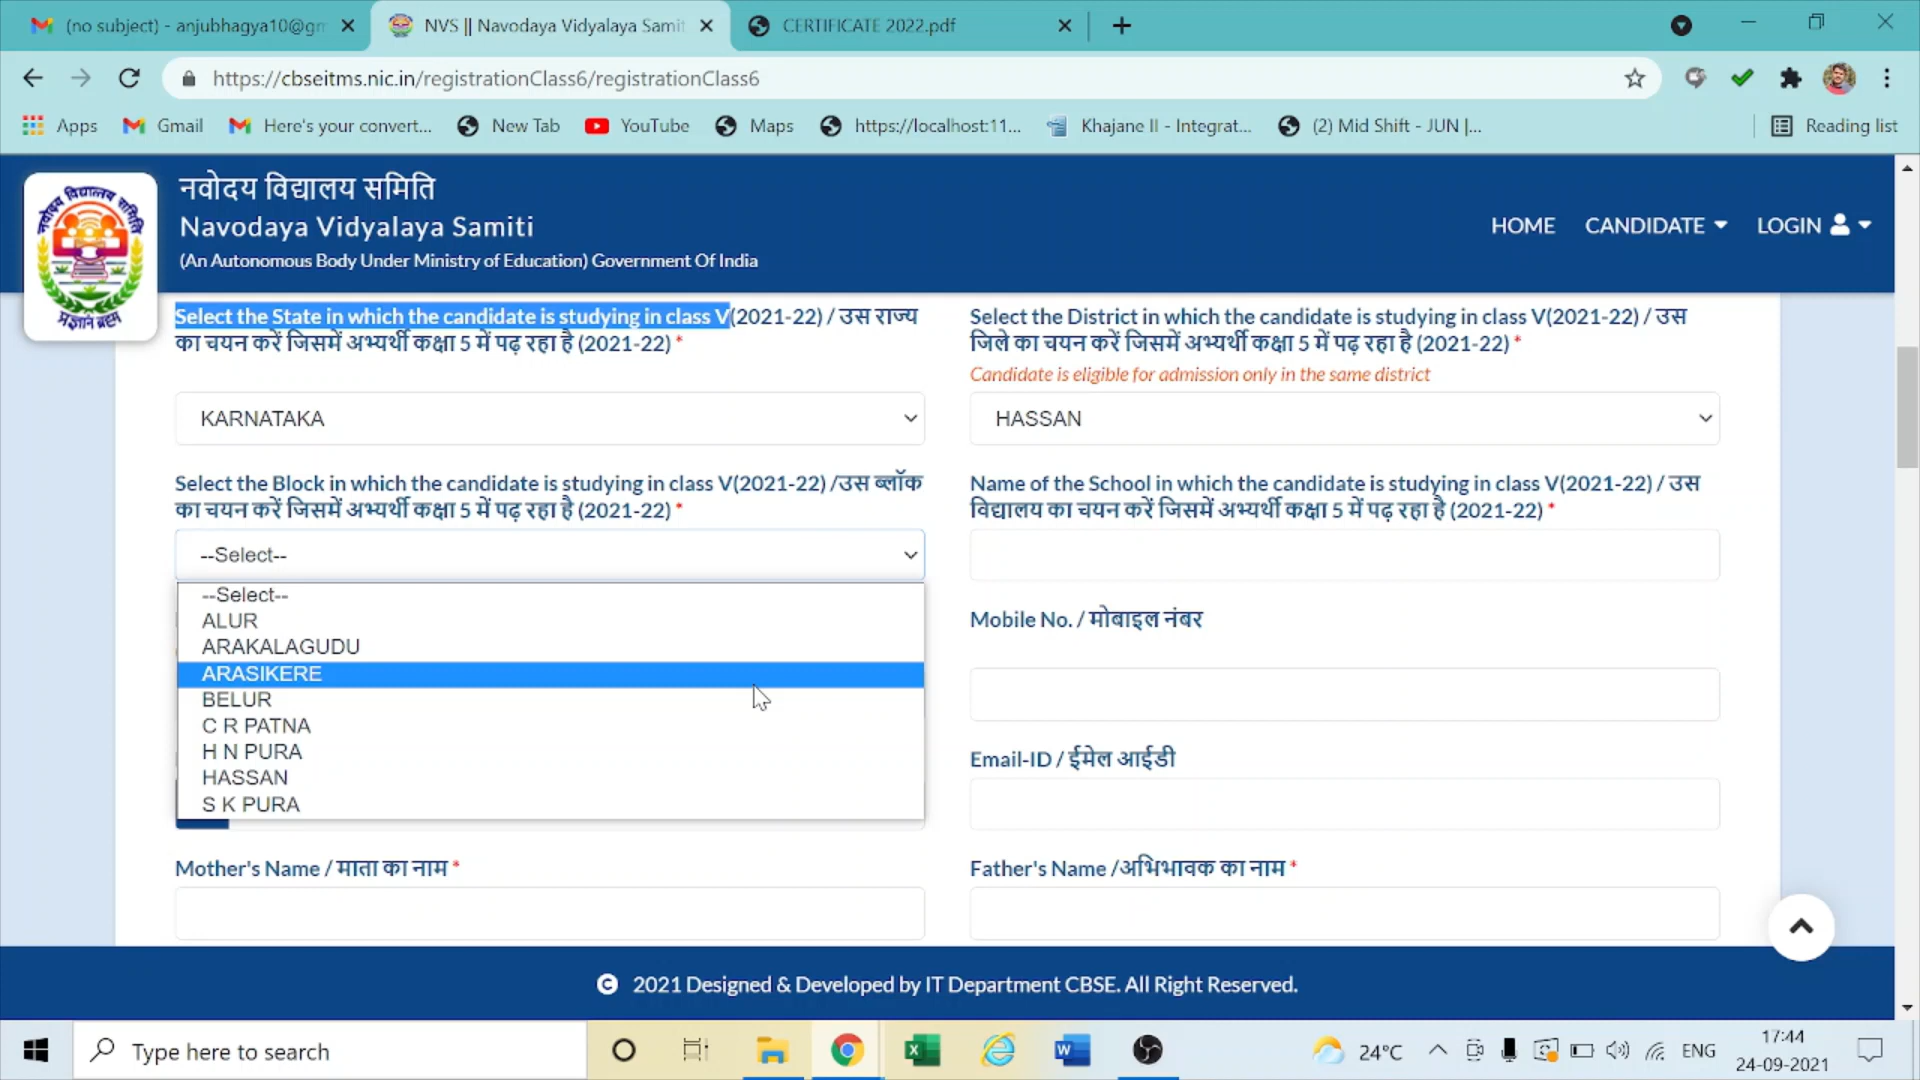 (no subject) - anjubhagya10@gm
NVS || Navodaya Vidyalaya Samit
CERTIFICATE 2022.pdf
https://cbseitms.nic.in/registrationClass6/registrationClass6
Apps
Gmail
Here's your convert...
New Tab
YouTube
Maps
https://localhost:11...
Khajane II - Integrat...
(2) Mid Shift - JUN |...
Reading list
नवोदय विद्यालय समिति
Navodaya Vidyalaya Samiti
(An Autonomous Body Under Ministry of Education) Government Of India
HOME
CANDIDATE
LOGIN
नवोदय विद्यालय समिति
प्रज्ञानं ब्रह्म
Select the State in which the candidate is studying in class V(2021-22) / उस राज्य
का चयन करें जिसमें अभ्यर्थी कक्षा 5 में पढ़ रहा है (2021-22) *
KARNATAKA
Select the District in which the candidate is studying in class V(2021-22) / उस
जिले का चयन करें जिसमें अभ्यर्थी कक्षा 5 में पढ़ रहा है (2021-22) *
Candidate is eligible for admission only in the same district
HASSAN
Select the Block in which the candidate is studying in class V(2021-22) /उस ब्लॉक
का चयन करें जिसमें अभ्यर्थी कक्षा 5 में पढ़ रहा है (2021-22) *
--Select--
--Select--
ALUR
ARAKALAGUDU
ARASIKERE
BELUR
C R PATNA
H N PURA
HASSAN
S K PURA
Name of the School in which the candidate is studying in class V(2021-22) / उस
विद्यालय का चयन करें जिसमें अभ्यर्थी कक्षा 5 में पढ़ रहा है (2021-22) *
Mobile No. / मोबाइल नंबर
Email-ID / ईमेल आईडी
Mother's Name / माता का नाम *
Father's Name /अभिभावक का नाम *
© 2021 Designed & Developed by IT Department CBSE. All Right Reserved.
Type here to search
24°C
ENG
17:44
24-09-2021